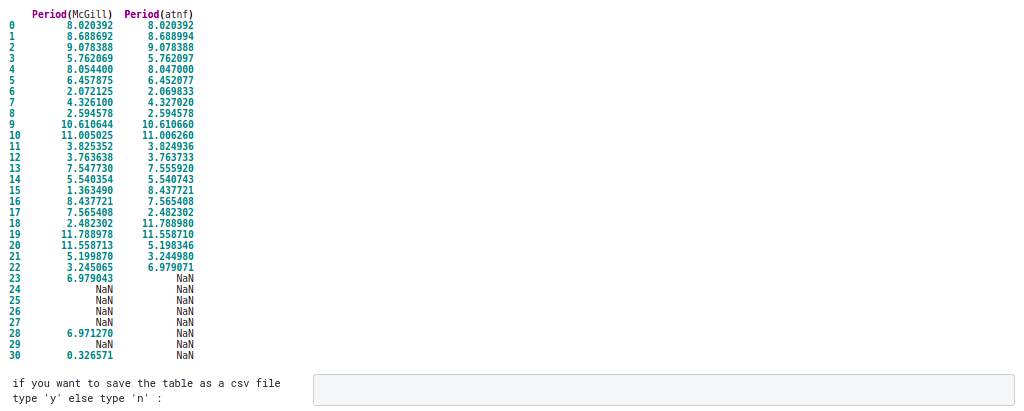 Period(McGill) Period(atnf)
0 8.020392 8.020392
1 8.688692 8.688994
2 9.078388 9.078388
3 5.762069 5.762097
4 8.054400 8.047000
5 6.457875 6.452077
6 2.072125 2.069833
7 4.326100 4.327020
8 2.594578 2.594578
9 10.610644 10.610660
10 11.005025 11.006260
11 3.825352 3.824936
12 3.763638 3.763733
13 7.547730 7.555920
14 5.540354 5.540743
15 1.363490 8.437721
16 8.437721 7.565408
17 7.565408 2.482302
18 2.482302 11.788980
19 11.788978 11.558710
20 11.558713 5.198346
21 5.199870 3.244980
22 3.245065 6.979071
23 6.979043 NaN
24 NaN NaN
25 NaN NaN
26 NaN NaN
27 NaN NaN
28 6.971270 NaN
29 NaN NaN
30 0.326571 NaN
if you want to save the table as a csv file
type 'y' else type 'n' :